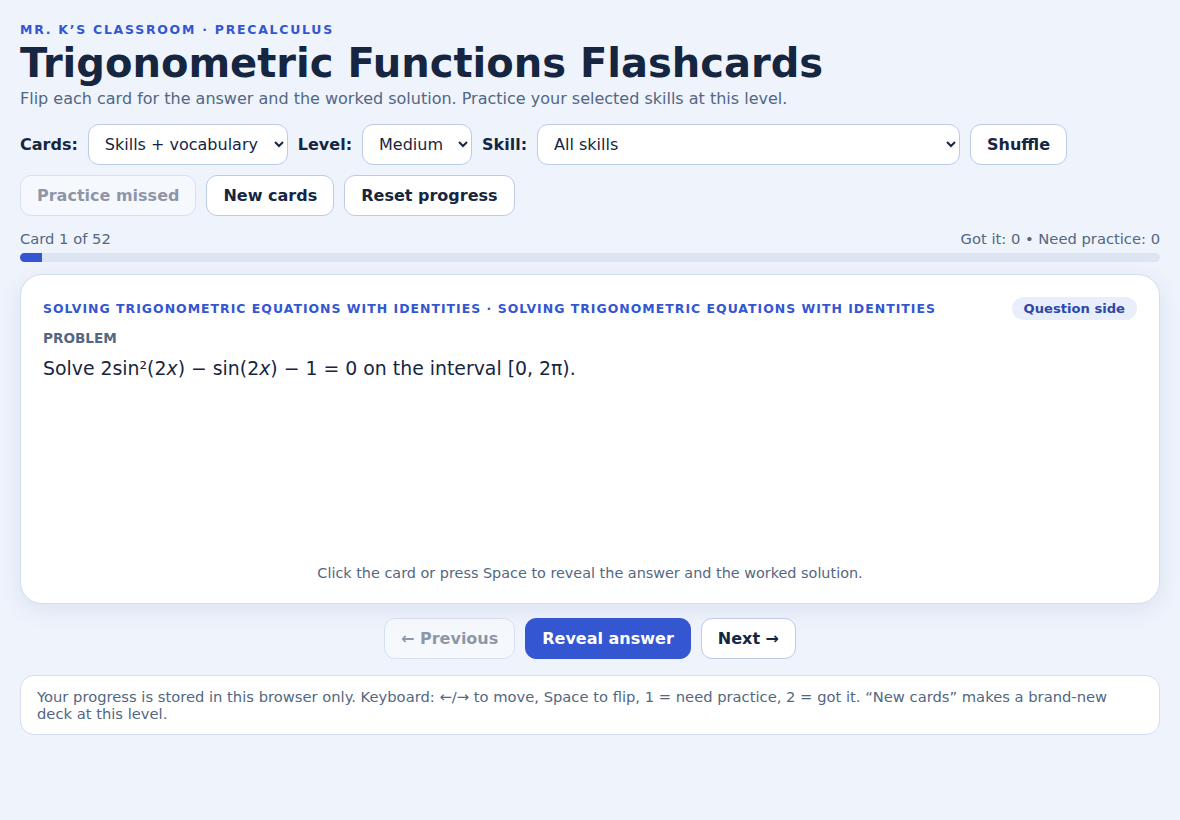 MR. K’S CLASSROOM · PRECALCULUS
Trigonometric Functions Flashcards
Flip each card for the answer and the worked solution. Practice your selected skills at this level.
Cards: Skills + vocabulary Level: Medium Skill: All skills Shuffle
Practice missed New cards Reset progress
Card 1 of 52 Got it: 0 • Need practice: 0
SOLVING TRIGONOMETRIC EQUATIONS WITH IDENTITIES · SOLVING TRIGONOMETRIC EQUATIONS WITH IDENTITIES Question side
PROBLEM
Solve 2sin²(2x) − sin(2x) − 1 = 0 on the interval [0, 2π).
Click the card or press Space to reveal the answer and the worked solution.
← Previous Reveal answer Next →
Your progress is stored in this browser only. Keyboard: ←/→ to move, Space to flip, 1 = need practice, 2 = got it. “New cards” makes a brand-new
deck at this level.